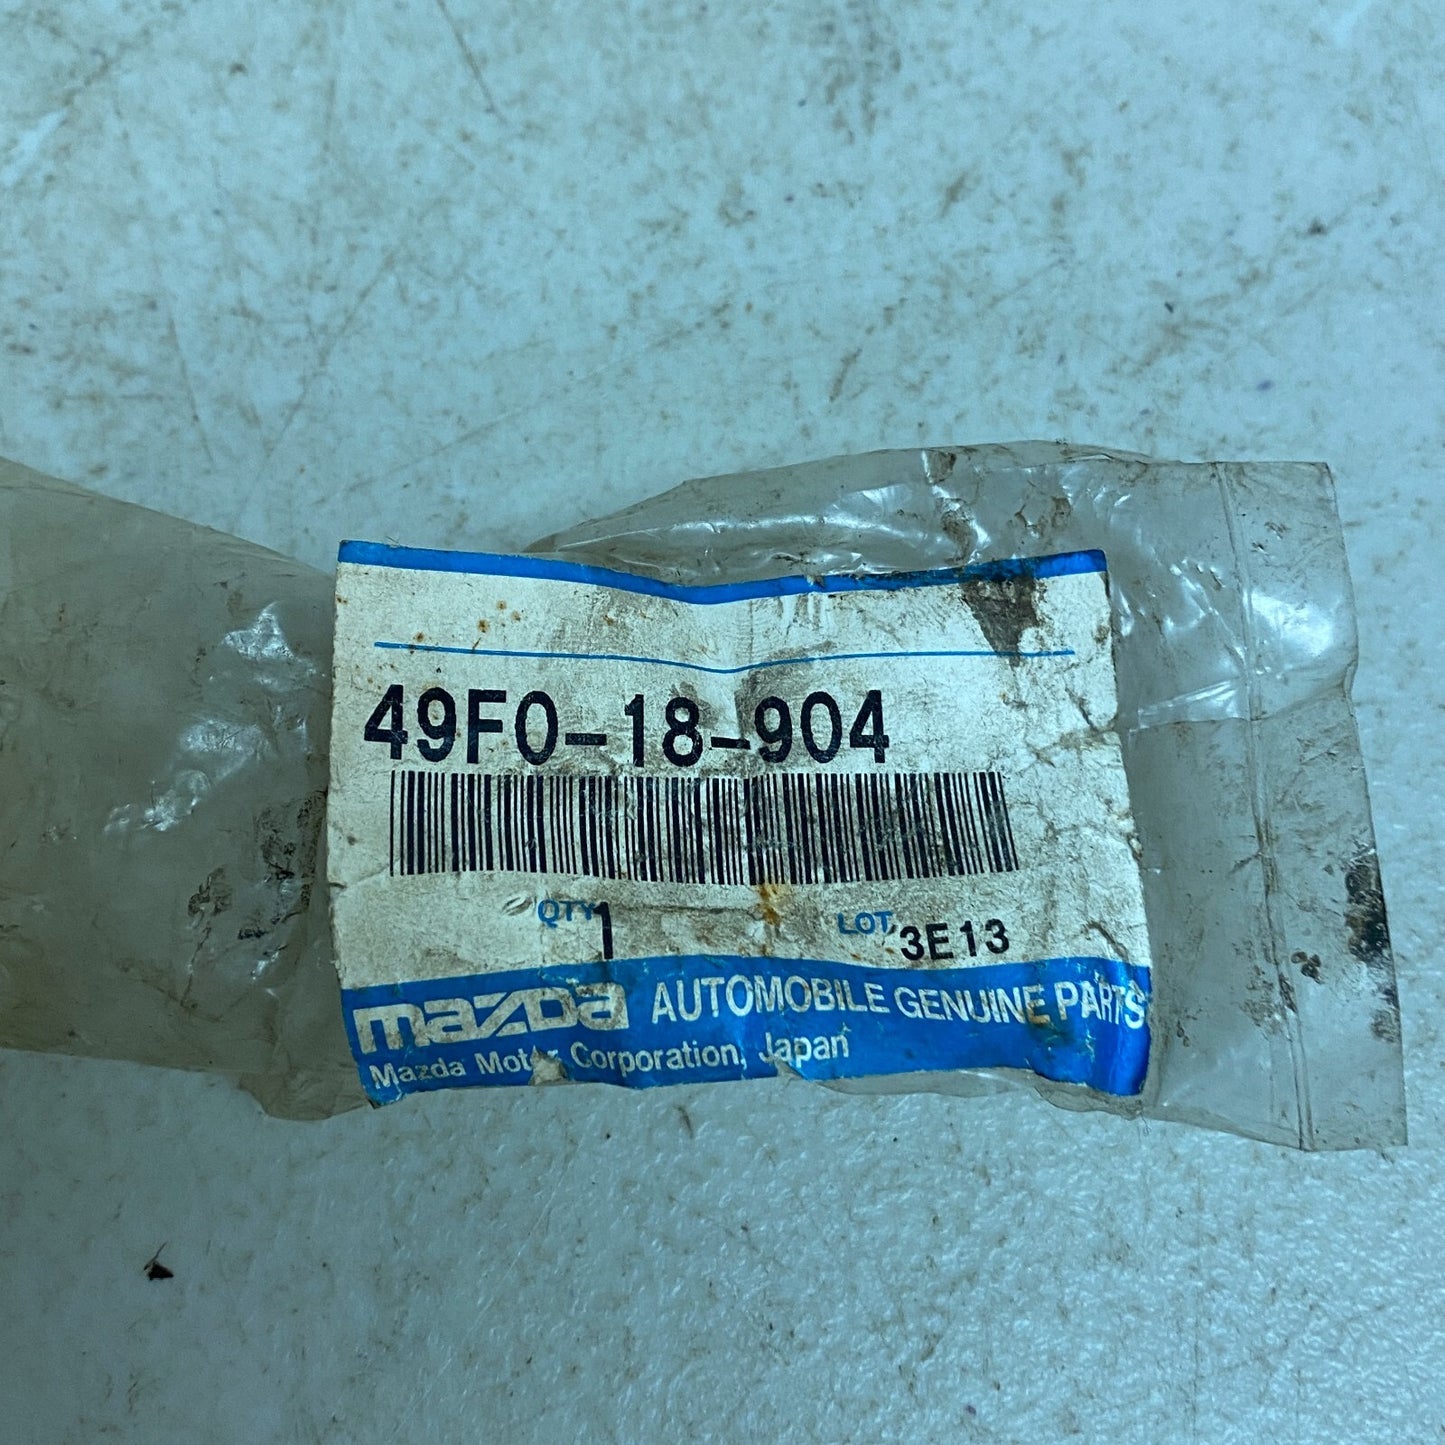 49F0-18-904
QTY 1 LOT. 3E13
mazda AUTOMOBILE GENUINE PARTS
Mazda Motor Corporation, Japan